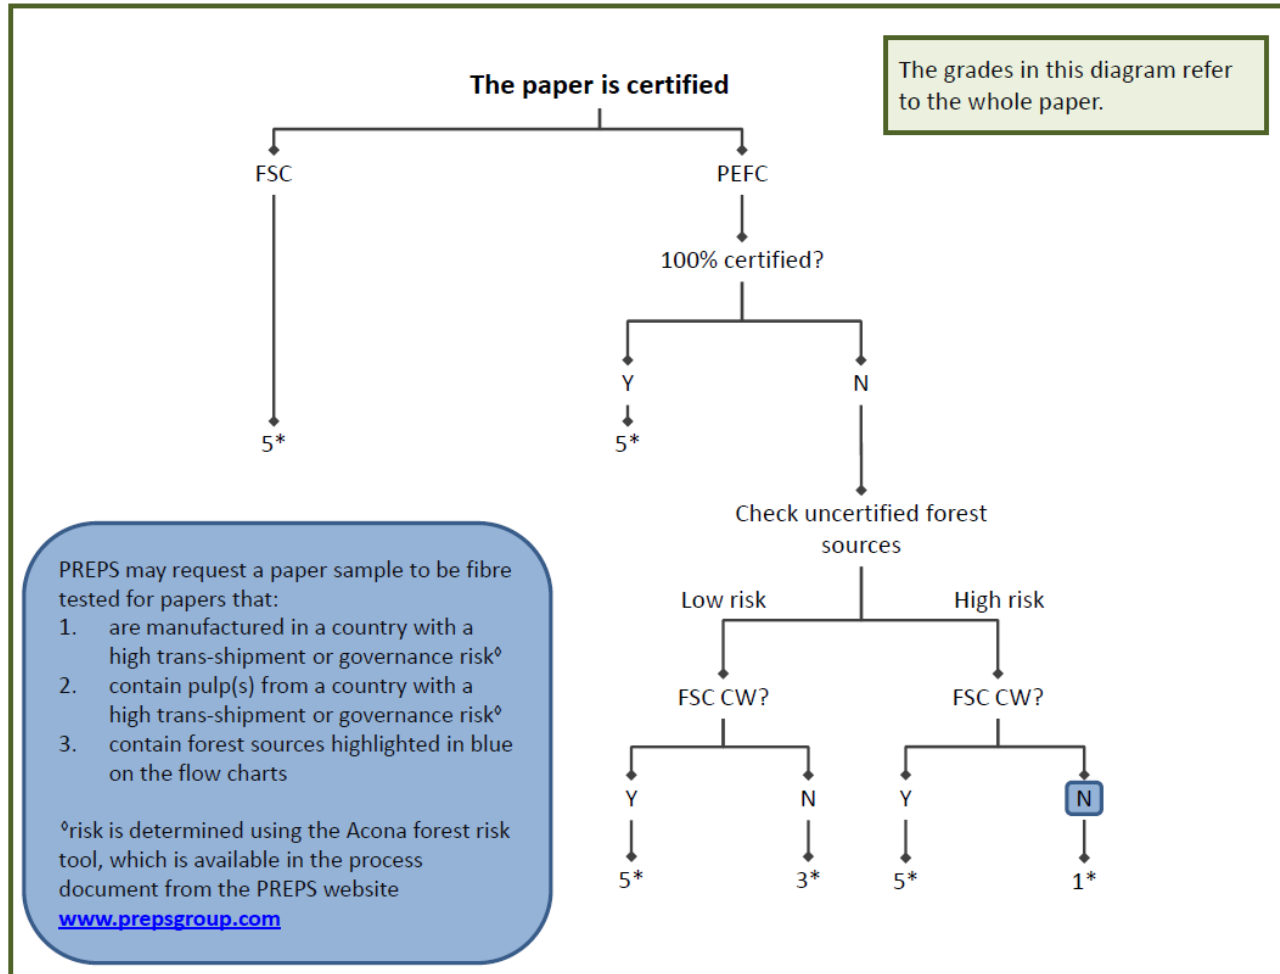 The paper is certified
The grades in this diagram refer
to the whole paper.
FSC
PEFC
100% certified?
Y
N
5*
5*
Check uncertified forest
sources
Low risk
High risk
FSC CW?
FSC CW?
Y
N
Y
N
5*
3*
5*
1*
PREPS may request a paper sample to be fibre
tested for papers that:
1. are manufactured in a country with a
high trans-shipment or governance risk◊
2. contain pulp(s) from a country with a
high trans-shipment or governance risk◊
3. contain forest sources highlighted in blue
on the flow charts
◊risk is determined using the Acona forest risk
tool, which is available in the process
document from the PREPS website
www.prepsgroup.com